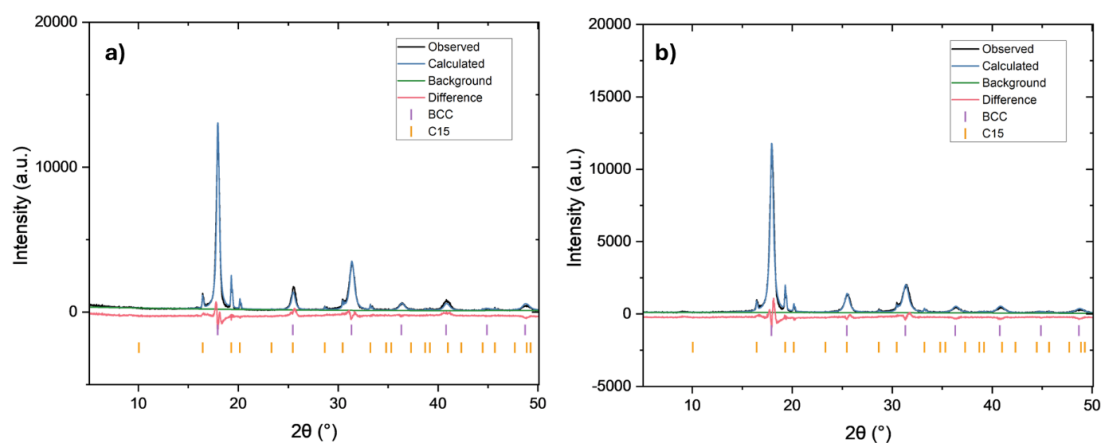 a)
20000
10000
0
Intensity (a.u.)
Observed
Calculated
Background
Difference
BCC
C15
10
20
30
40
50
2θ (°)
b)
20000
15000
10000
5000
0
-5000
Intensity (a.u.)
Observed
Calculated
Background
Difference
BCC
C15
10
20
30
40
50
2θ (°)